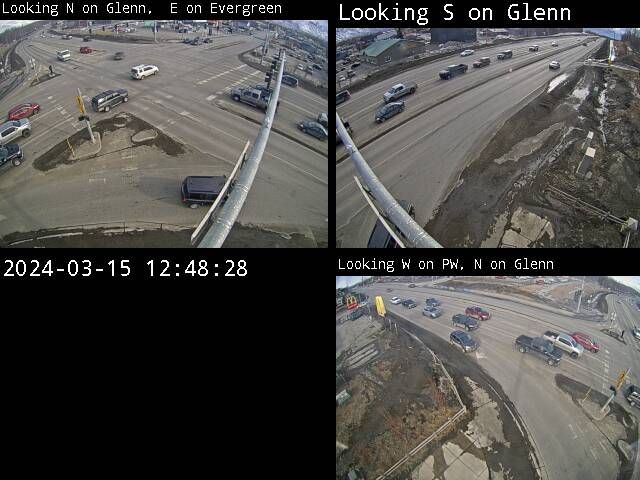 Looking N on Glenn,  E on Evergreen
Looking S on Glenn
2024-03-15 12:48:28
Looking W on PW, N on Glenn